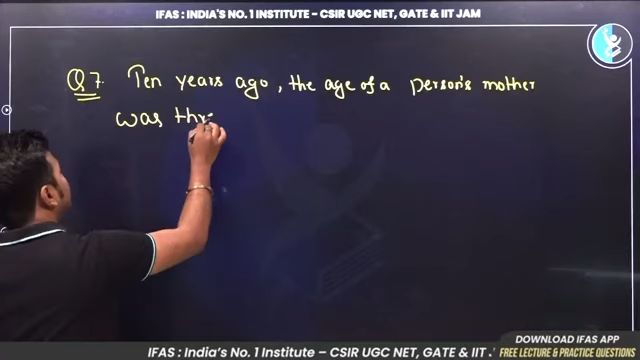 IFAS : INDIA'S NO. 1 INSTITUTE – CSIR UGC NET, GATE & IIT JAM
Q7. Ten years ago, the age of a person's mother
was thr
DOWNLOAD IFAS APP
IFAS : India's No. 1 Institute – CSIR UGC NET, GATE & IIT .'
FREE LECTURE & PRACTICE QUESTIONS